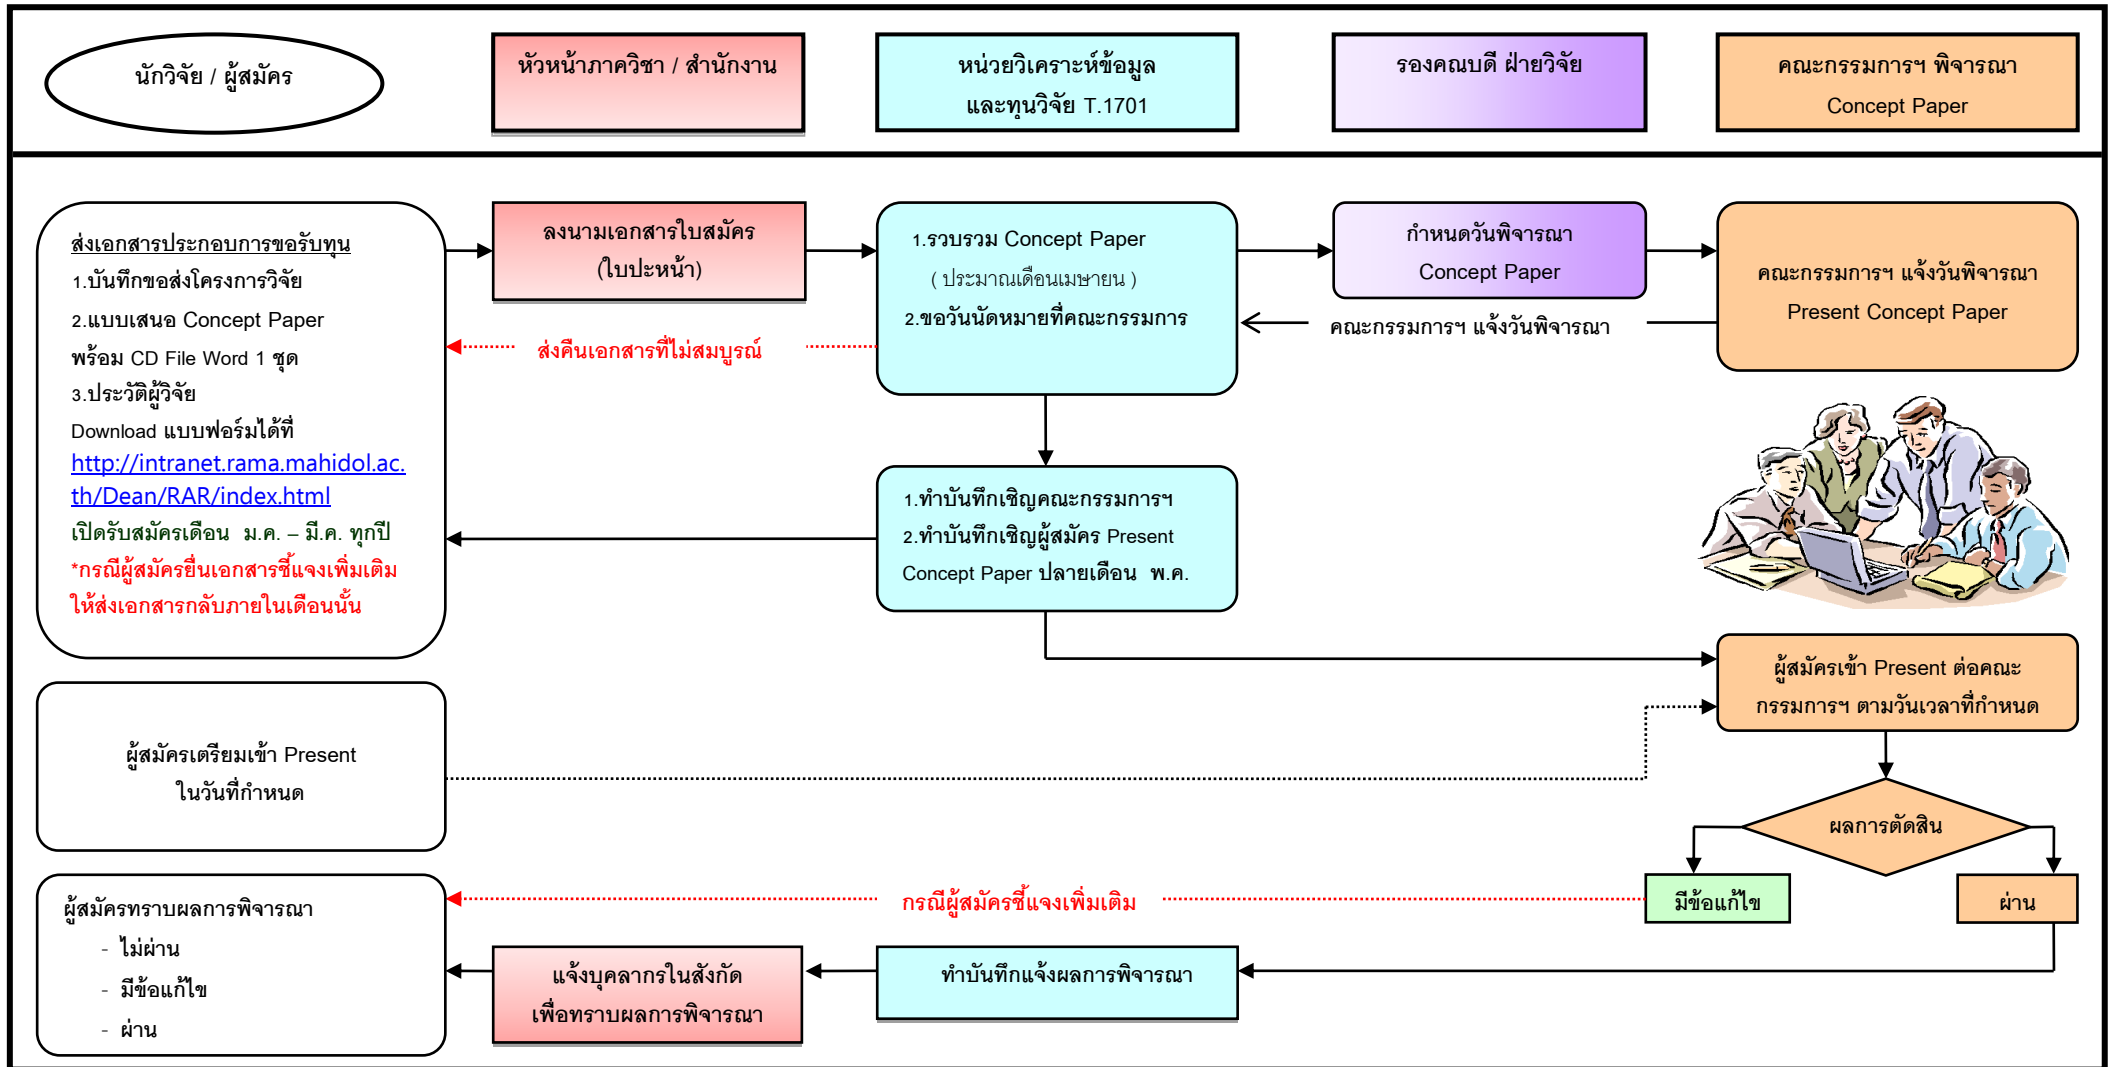 นักวิจัย / ผู้สมัคร
หัวหน้าภาควิชา / สำนักงาน
หน่วยวิเคราะห์ข้อมูล
และทุนวิจัย T.1701
รองคณบดี ฝ่ายวิจัย
คณะกรรมการฯ พิจารณา
Concept Paper
ส่งเอกสารประกอบการขอรับทุน
1.บันทึกขอส่งโครงการวิจัย
2.แบบเสนอ Concept Paper
พร้อม CD File Word 1 ชุด
3.ประวัติผู้วิจัย
Download แบบฟอร์มได้ที่
http://intranet.rama.mahidol.ac.
th/Dean/RAR/index.html
เปิดรับสมัครเดือน ม.ค. – มี.ค. ทุกปี
*กรณีผู้สมัครยื่นเอกสารชี้แจงเพิ่มเติม
ให้ส่งเอกสารกลับภายในเดือนนั้น
ลงนามเอกสารใบสมัคร
(ใบปะหน้า)
1.รวบรวม Concept Paper
( ประมาณเดือนเมษายน )
2.ขอวันนัดหมายที่คณะกรรมการ
กำหนดวันพิจารณา
Concept Paper
คณะกรรมการฯ แจ้งวันพิจารณา
Present Concept Paper
คณะกรรมการฯ แจ้งวันพิจารณา
ส่งคืนเอกสารที่ไม่สมบูรณ์
1.ทำบันทึกเชิญคณะกรรมการฯ
2.ทำบันทึกเชิญผู้สมัคร Present
Concept Paper ปลายเดือน พ.ค.
ผู้สมัครเข้า Present ต่อคณะ
กรรมการฯ ตามวันเวลาที่กำหนด
ผู้สมัครเตรียมเข้า Present
ในวันที่กำหนด
ผลการตัดสิน
มีข้อแก้ไข
ผ่าน
กรณีผู้สมัครชี้แจงเพิ่มเติม
ผู้สมัครทราบผลการพิจารณา
- ไม่ผ่าน
- มีข้อแก้ไข
- ผ่าน
แจ้งบุคลากรในสังกัด
เพื่อทราบผลการพิจารณา
ทำบันทึกแจ้งผลการพิจารณา